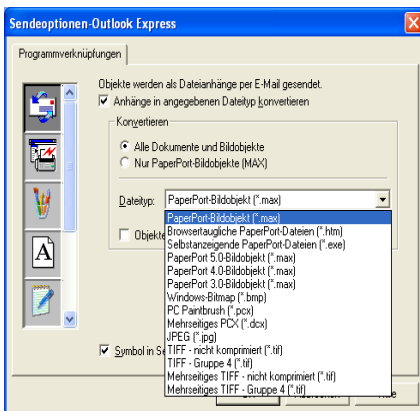 Sendeoptionen-Outlook Express
Programmverknüpfungen
Objekte werden als Dateianhänge per E-Mail gesendet.
Anhänge in angegebenen Dateityp konvertieren
Konvertieren
Alle Dokumente und Bildobjekte
Nur PaperPort-Bildobjekte (MAX)
Dateityp: PaperPort-Bildobjekt (*.max)
PaperPort-Bildobjekt (*.max)
Browsertaugliche PaperPort-Dateien (*.htm)
Objekte
Selbstanzeigende PaperPort-Dateien (*.exe)
PaperPort 5.0-Bildobjekt (*.max)
PaperPort 4.0-Bildobjekt (*.max)
PaperPort 3.0-Bildobjekt (*.max)
Windows-Bitmap (*.bmp)
PC Paintbrush (*.pcx)
Mehrseitiges PCX (*.dcx)
JPEG (*.jpg)
Symbol in Se
TIFF - nicht komprimiert (*.tif)
TIFF - Gruppe 4 (*.tif)
Mehrseitiges TIFF - nicht komprimiert (*.tif)
Mehrseitiges TIFF - Gruppe 4 (*.tif)